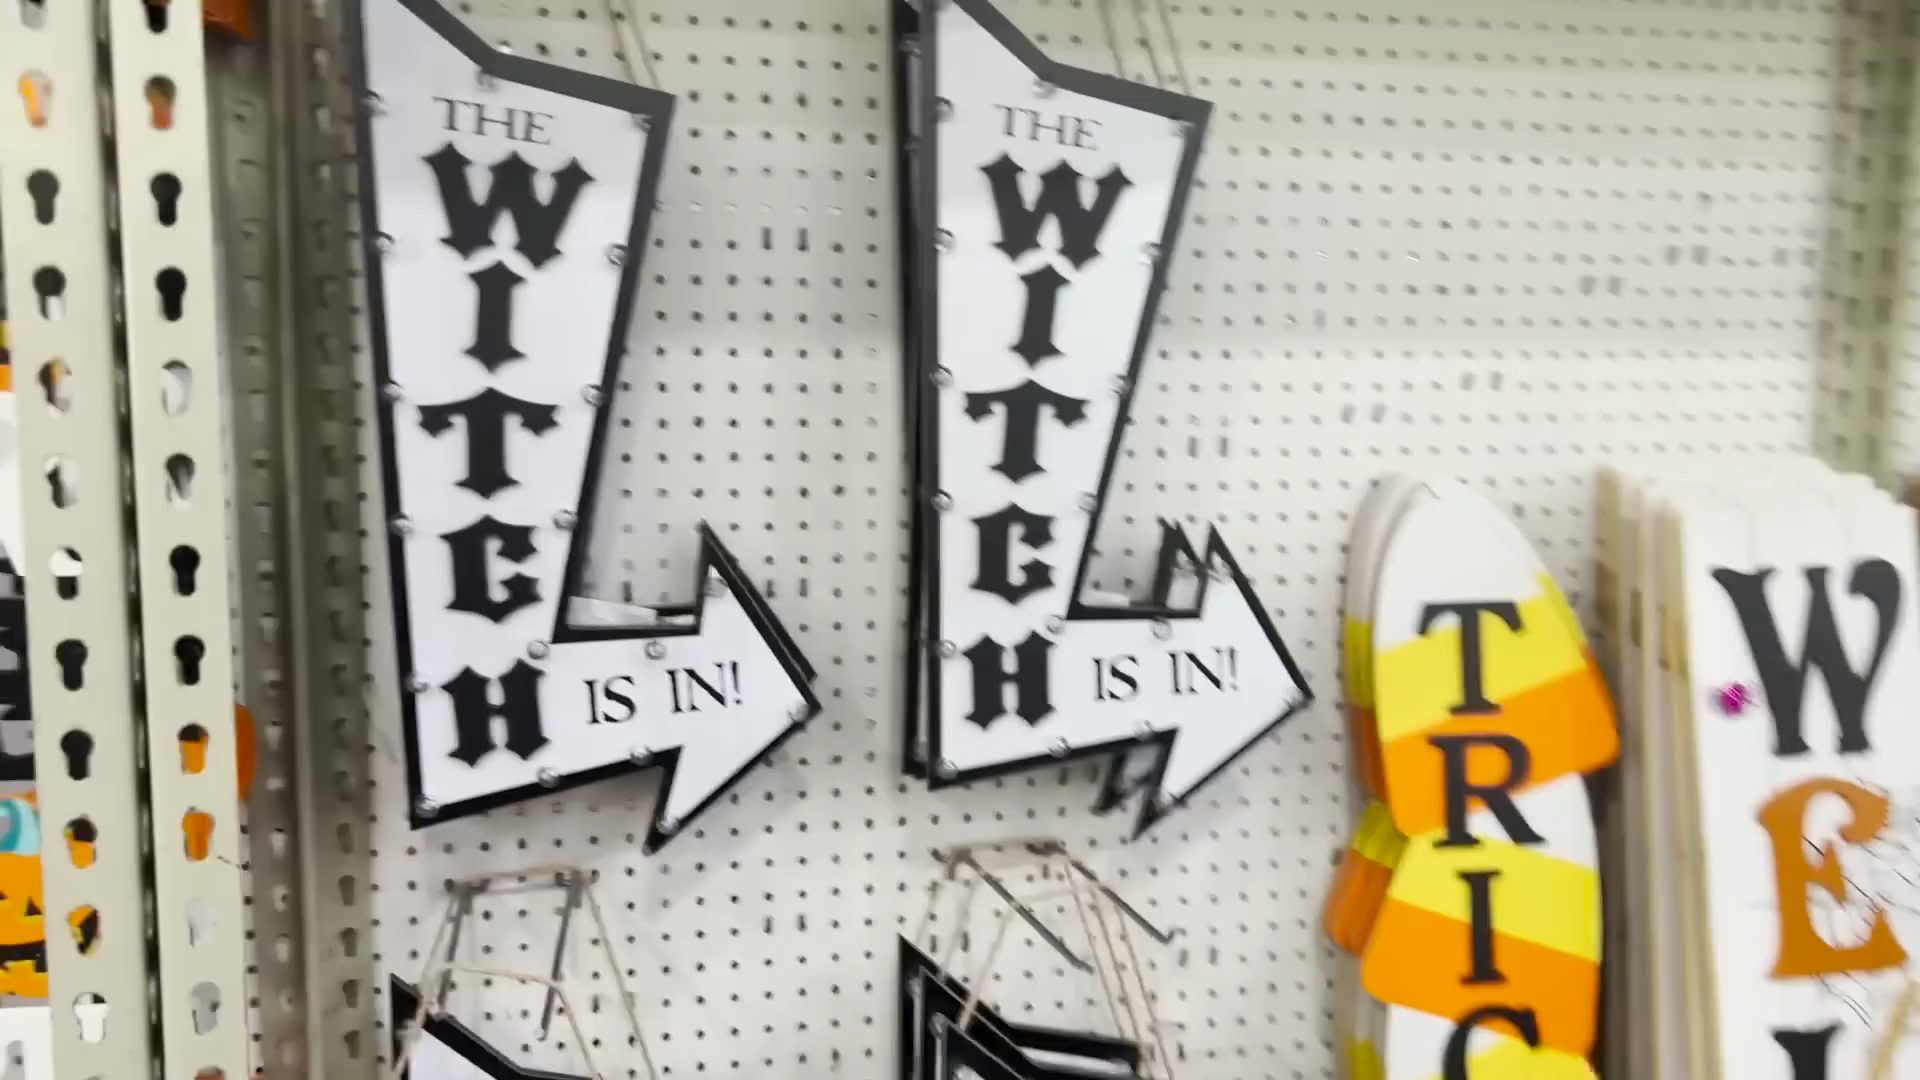 THE
WITCH
IS IN!
THE
WITCH
IS IN!
TRIC
WE